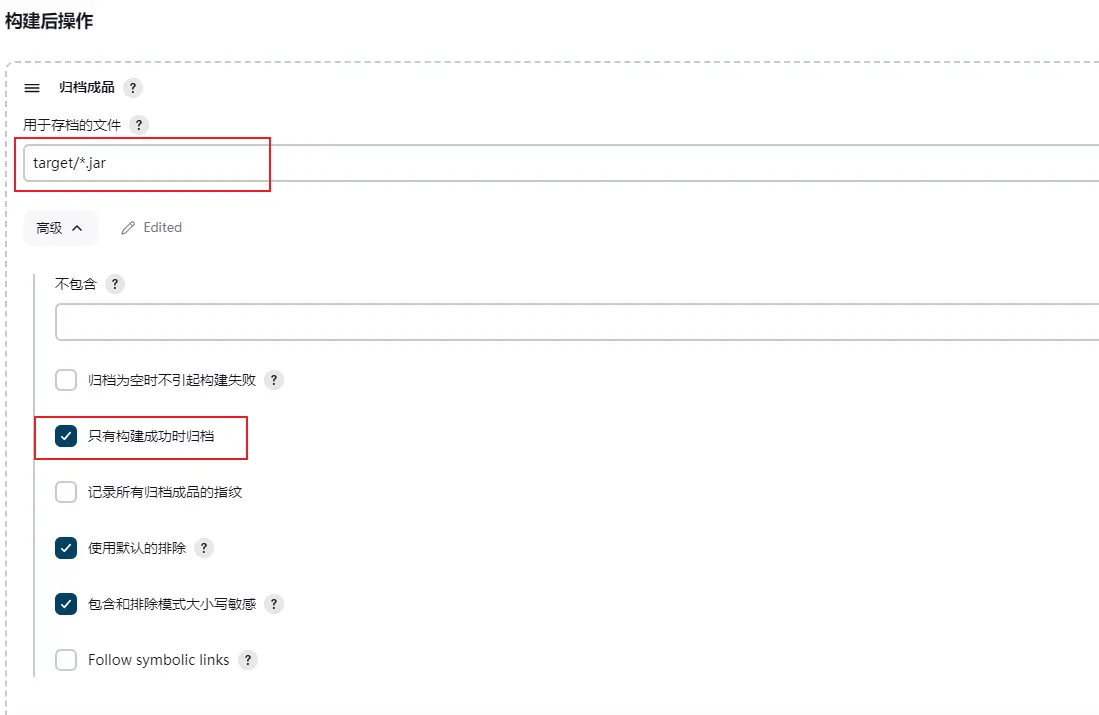 构建后操作
归档成品 ?
用于存档的文件 ?
target/*.jar
高级 Edited
不包含 ?
归档为空时不引起构建失败 ?
只有构建成功时归档
记录所有归档成品的指纹
使用默认的排除 ?
包含和排除模式大小写敏感 ?
Follow symbolic links ?